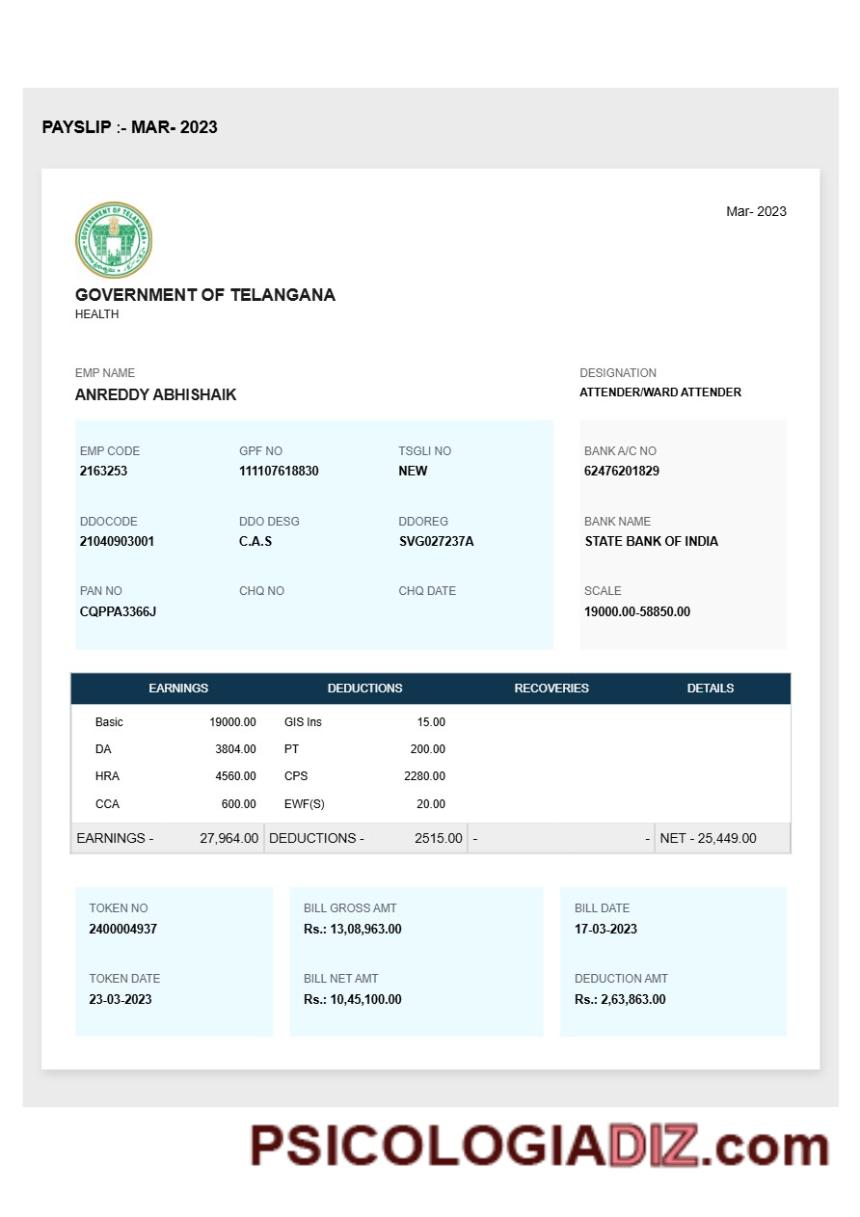 PAYSLIP :- MAR- 2023
Mar- 2023
GOVERNMENT OF TELANGANA
GOVERNMENT OF TELANGANA
HEALTH
EMP NAME DESIGNATION
ANREDDY ABHISHAIK ATTENDER/WARD ATTENDER
EMP CODE GPF NO TSGLI NO BANK A/C NO
2163253 111107618830 NEW 62476201829
DDOCODE DDO DESG DDOREG BANK NAME
21040903001 C.A.S SVG027237A STATE BANK OF INDIA
PAN NO CHQ NO CHQ DATE SCALE
CQPPA3366J 19000.00-58850.00
EARNINGS DEDUCTIONS RECOVERIES DETAILS
Basic 19000.00 GIS Ins 15.00
DA 3804.00 PT 200.00
HRA 4560.00 CPS 2280.00
CCA 600.00 EWF(S) 20.00
EARNINGS - 27,964.00 DEDUCTIONS - 2515.00 - - NET - 25,449.00
TOKEN NO BILL GROSS AMT BILL DATE
2400004937 Rs.: 13,08,963.00 17-03-2023
TOKEN DATE BILL NET AMT DEDUCTION AMT
23-03-2023 Rs.: 10,45,100.00 Rs.: 2,63,863.00
PSICOLOGIADIZ.com